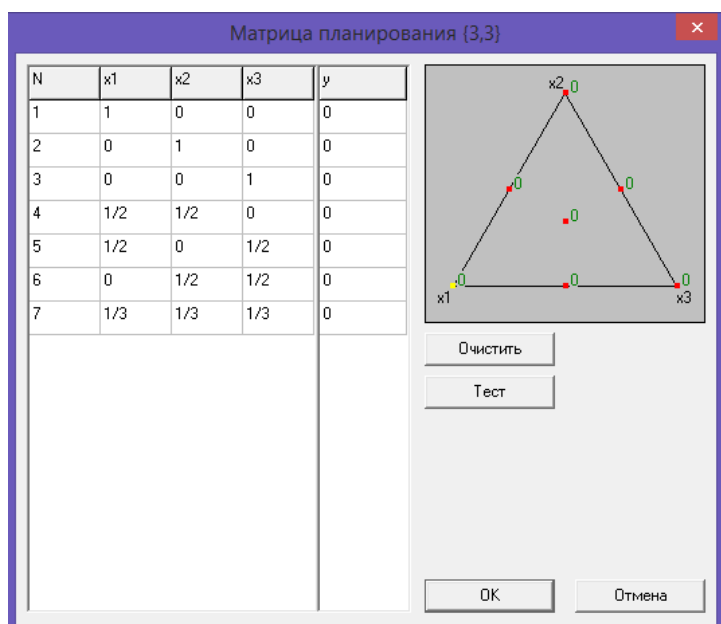 Матрица планирования {3,3}
N x1 x2 x3 y
1 1 0 0 0
2 0 1 0 0
3 0 0 1 0
4 1/2 1/2 0 0
5 1/2 0 1/2 0
6 0 1/2 1/2 0
7 1/3 1/3 1/3 0
x2 0
0 0
0
0 0 0
x1 x3
Очистить
Тест
OK Отмена